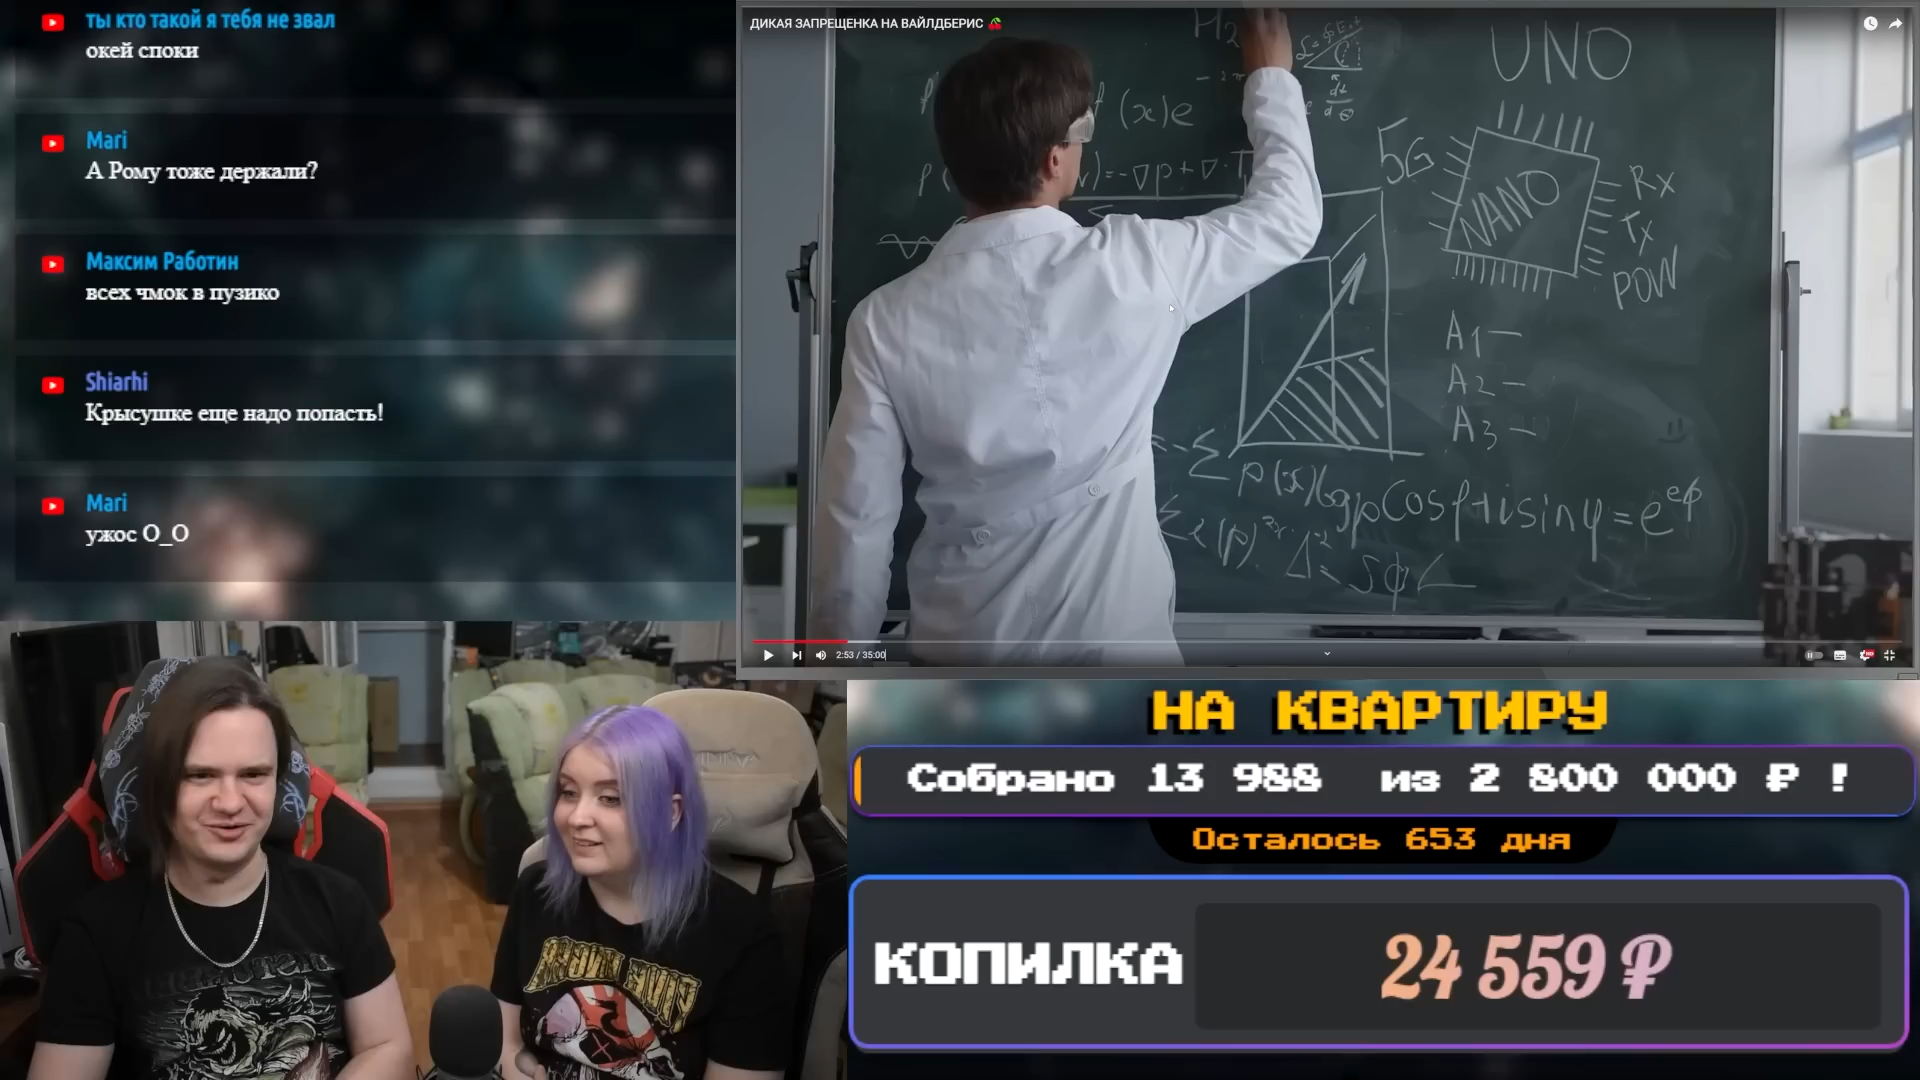 ты кто такой я тебя не звал
окей споки
Mari
А Рому тоже держали?
Максим Работин
всех чмок в пузико
Shiarhi
Крысушке еще надо попасть!
Mari
ужос О_О
ДИКАЯ ЗАПРЕЩЕНКА НА ВАЙЛДБЕРИС 🍒
H2
UNO
(x)e
5G
NANO
Rx
Tx
POW
A1 —
A2 —
A3 —
2:53 / 35:00
НА КВАРТИРУ
Собрано 13 988 из 2 800 000 ₽ !
Осталось 653 дня
КОПИЛКА
24 559 ₽